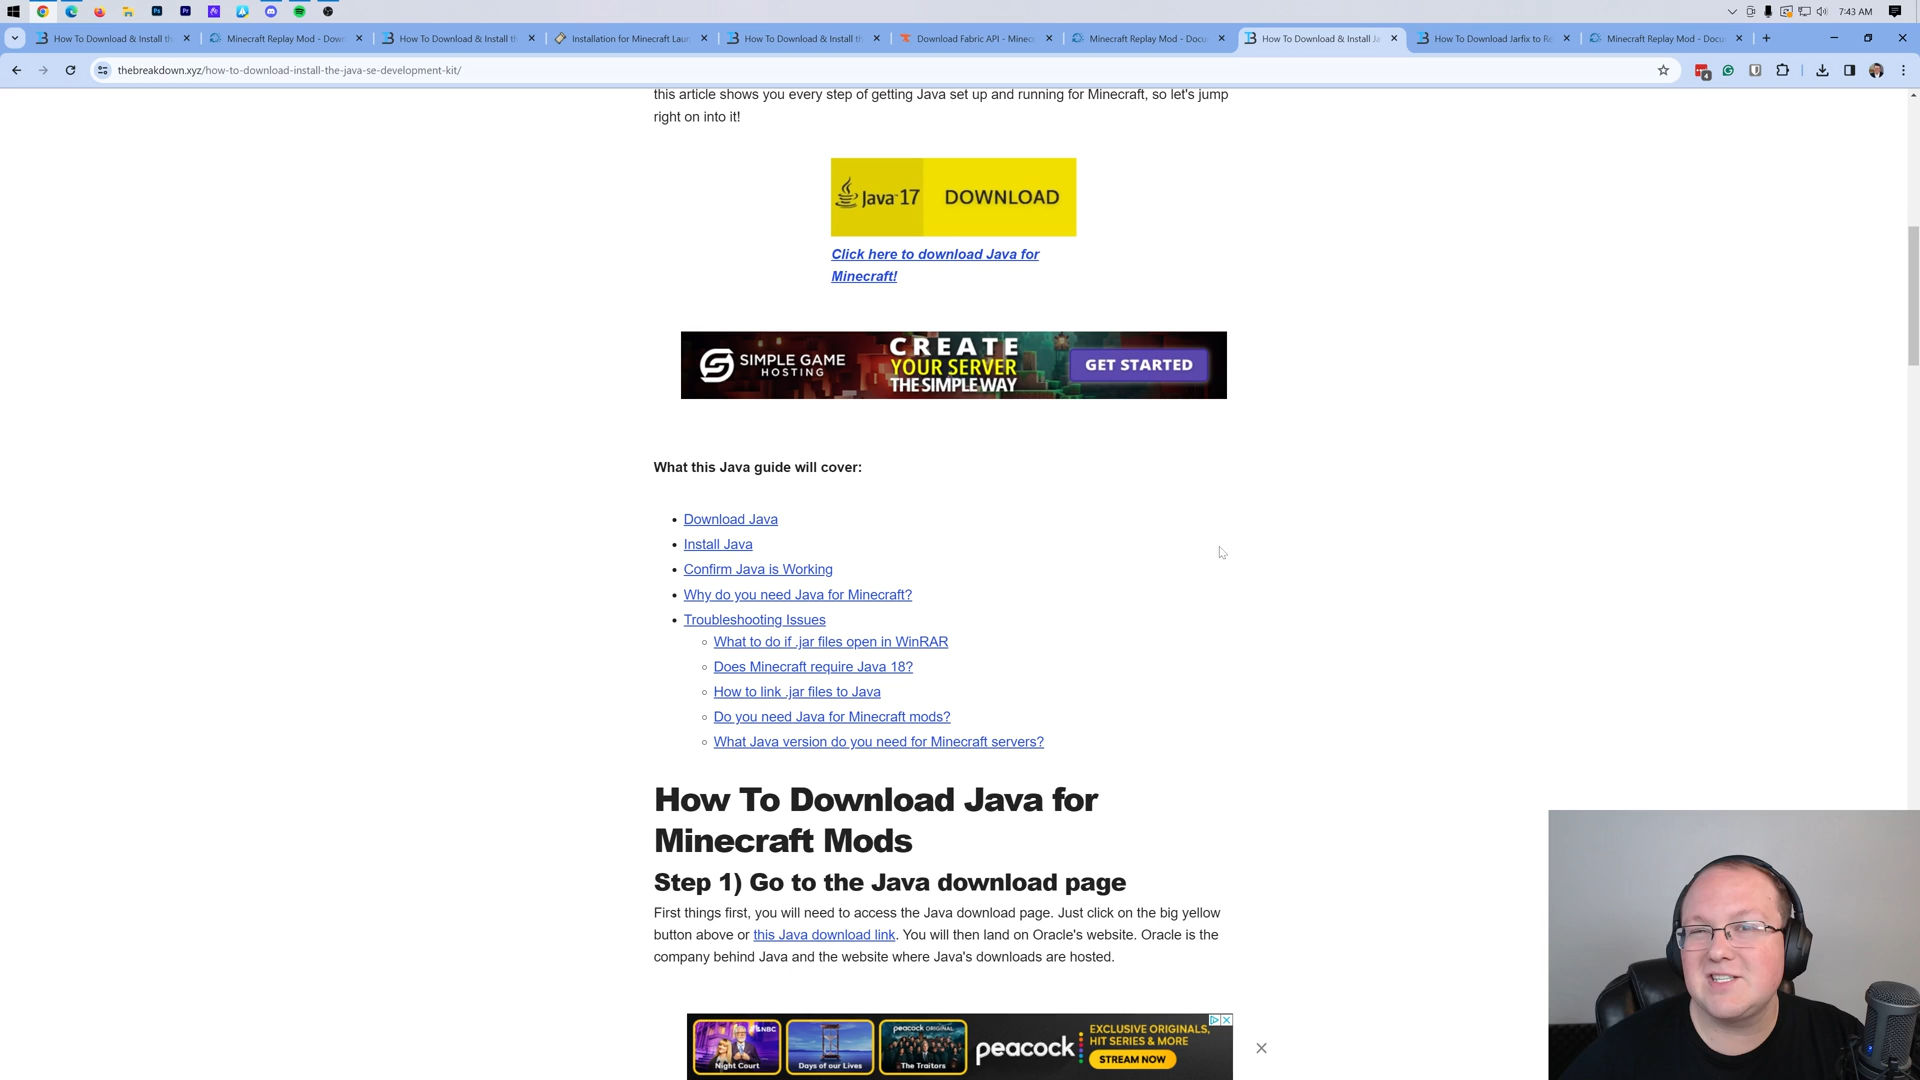 7:43 AM
How To Download & Install th
Minecraft Replay Mod - Down
How To Download & Install th
Installation for Minecraft Laun
How To Download & Install th
Download Fabric API - Minec
Minecraft Replay Mod - Docu
How To Download & Install Ja
How To Download Jarfix to Re
Minecraft Replay Mod - Docu
thebreakdown.xyz/how-to-download-install-the-java-se-development-kit/
this article shows you every step of getting Java set up and running for Minecraft, so let's jump
right on into it!
Java 17 DOWNLOAD
Click here to download Java for
Minecraft!
SIMPLE GAME
HOSTING
CREATE
YOUR SERVER
THE SIMPLE WAY
GET STARTED
What this Java guide will cover:
• Download Java
• Install Java
• Confirm Java is Working
• Why do you need Java for Minecraft?
• Troubleshooting Issues
◦ What to do if .jar files open in WinRAR
◦ Does Minecraft require Java 18?
◦ How to link .jar files to Java
◦ Do you need Java for Minecraft mods?
◦ What Java version do you need for Minecraft servers?
How To Download Java for
Minecraft Mods
Step 1) Go to the Java download page
First things first, you will need to access the Java download page. Just click on the big yellow
button above or this Java download link. You will then land on Oracle's website. Oracle is the
company behind Java and the website where Java's downloads are hosted.
NBC
Night Court
Days of our Lives
peacock ORIGINAL
The Traitors
peacock
EXCLUSIVE ORIGINALS,
HIT SERIES & MORE
STREAM NOW